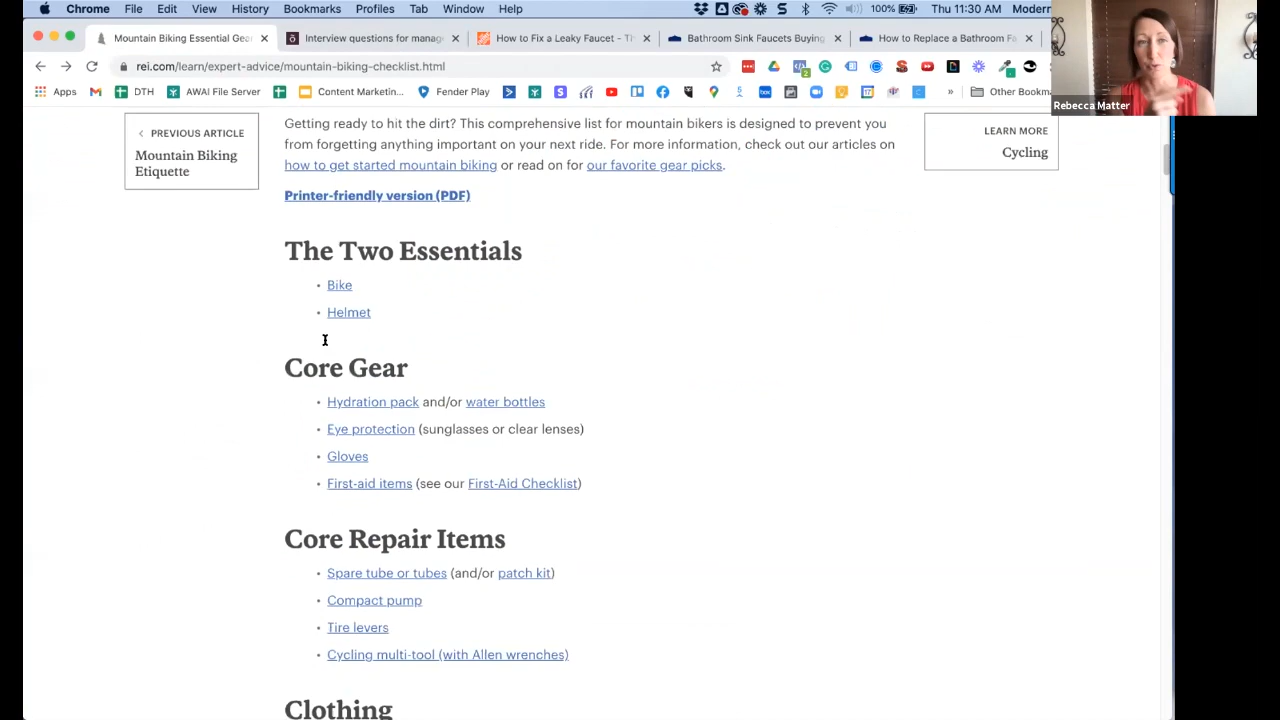 Chrome File Edit View History Bookmarks Profiles Tab Window Help 100% Thu 11:30 AM Modern
Mountain Biking Essential Gea Interview questions for manag How to Fix a Leaky Faucet – Th Bathroom Sink Faucets Buying How to Replace a Bathroom Fa
rei.com/learn/expert-advice/mountain-biking-checklist.html
Apps DTH AWAI File Server Content Marketin... Fender Play Other Bookma
Rebecca Matter
PREVIOUS ARTICLE
Mountain Biking
Etiquette
Getting ready to hit the dirt? This comprehensive list for mountain bikers is designed to prevent you
from forgetting anything important on your next ride. For more information, check out our articles on
how to get started mountain biking or read on for our favorite gear picks.
LEARN MORE
Cycling
Printer-friendly version (PDF)
The Two Essentials
• Bike
• Helmet
Core Gear
• Hydration pack and/or water bottles
• Eye protection (sunglasses or clear lenses)
• Gloves
• First-aid items (see our First-Aid Checklist)
Core Repair Items
• Spare tube or tubes (and/or patch kit)
• Compact pump
• Tire levers
• Cycling multi-tool (with Allen wrenches)
Clothing